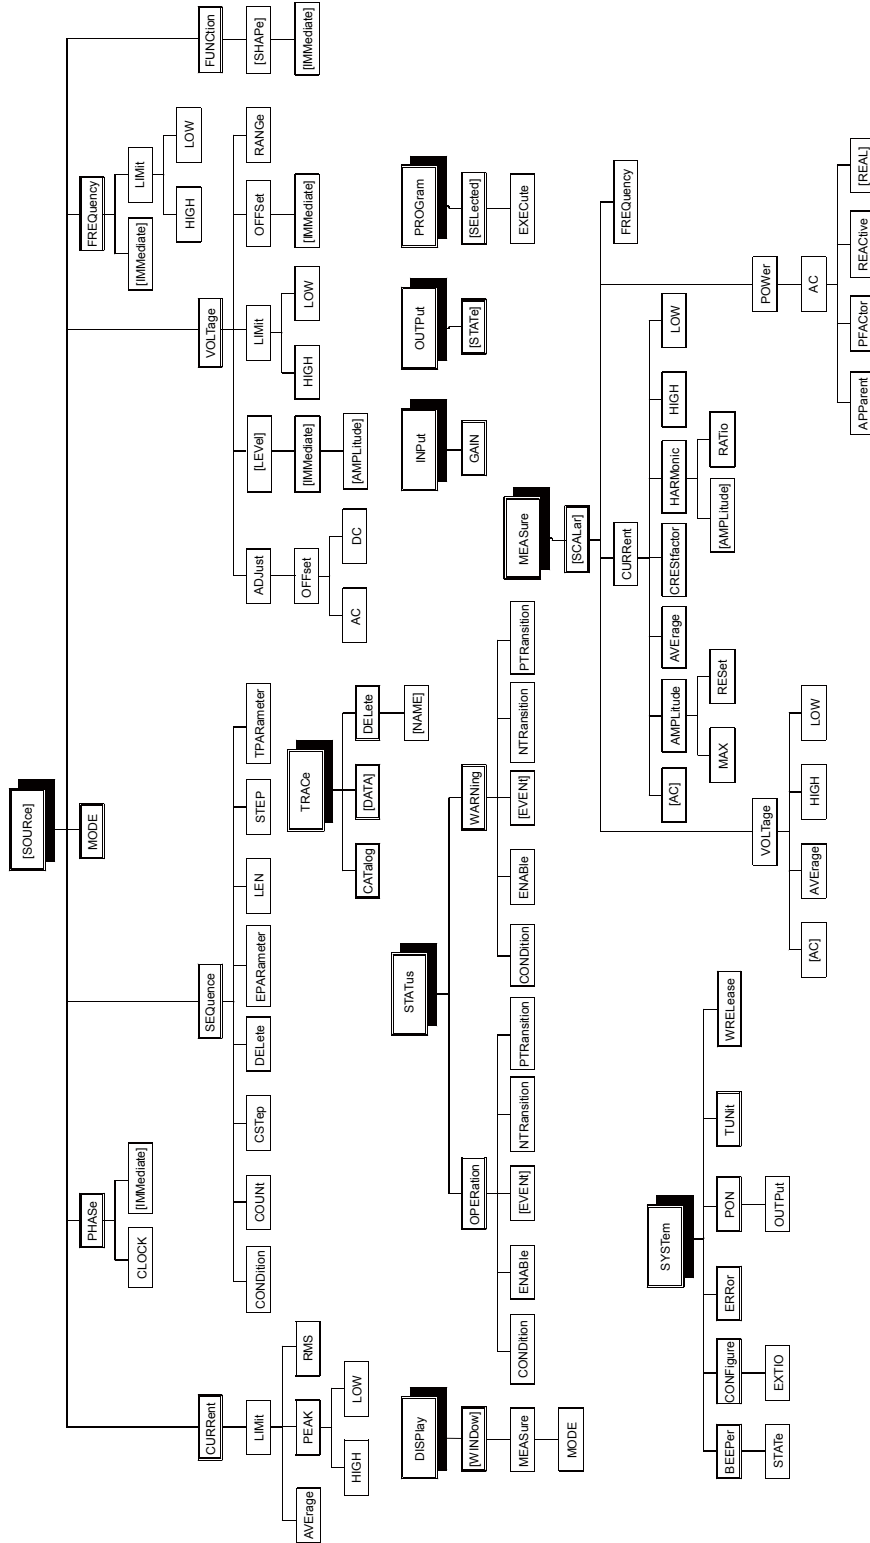 [SOURce]
CURRent
PHASe
SEQuence
MODE
VOLTage
FREQuency
FUNCtion
LIMit
AVErage
PEAK
RMS
HIGH
LOW
CLOCK
[IMMediate]
CONDition
COUNt
CSTep
DELete
EPARameter
LEN
STEP
TPARameter
ADJust
[LEVel]
LIMit
OFFSet
RANGe
OFFset
AC
DC
[IMMediate]
[AMPLitude]
HIGH
LOW
[IMMediate]
[IMMediate]
LIMit
HIGH
LOW
[SHAPe]
[IMMediate]
DISPlay
[WINDow]
MEASure
MODE
STATus
OPERation
WARNing
CONDition
ENABle
[EVENt]
NTRansition
PTRansition
CONDition
ENABle
[EVENt]
NTRansition
PTRansition
TRACe
CATalog
[DATA]
DELete
[NAME]
INPut
GAIN
OUTPut
[STATe]
PROGram
[SELected]
EXECute
SYSTem
BEEPer
CONFigure
ERRor
PON
TUNit
WRELease
STATe
EXTIO
OUTPut
MEASure
[SCALar]
VOLTage
CURRent
POWer
FREQuency
[AC]
AVErage
HIGH
LOW
[AC]
AMPLitude
AVErage
CREStfactor
HARMonic
HIGH
LOW
MAX
RESet
[AMPLitude]
RATio
AC
APParent
PFACtor
REACtive
[REAL]